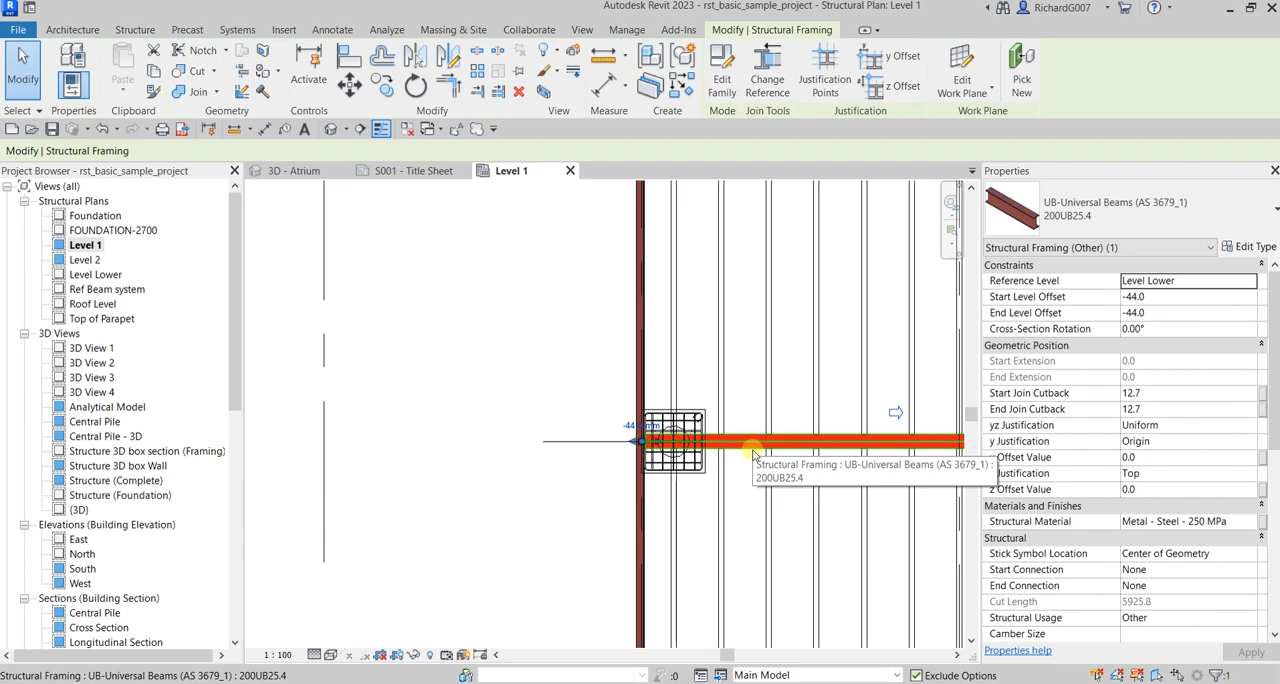 Autodesk Revit 2023 - rst_basic_sample_project - Structural Plan: Level 1
RichardG007
File Architecture Structure Precast Systems Insert Annotate Analyze Massing & Site Collaborate View Manage Add-Ins Modify | Structural Framing
Notch
Cut
Join
Modify
Paste
Activate
Edit
Family
Change
Reference
Justification
Points
y Offset
z Offset
Edit
Work Plane
Pick
New
Select Properties Clipboard Geometry Controls Modify View Measure Create Mode Join Tools Justification Work Plane
Modify | Structural Framing
Project Browser - rst_basic_sample_project
3D - Atrium
S001 - Title Sheet
Level 1
Views (all)
Structural Plans
Foundation
FOUNDATION-2700
Level 1
Level 2
Level Lower
Ref Beam system
Roof Level
Top of Parapet
3D Views
3D View 1
3D View 2
3D View 3
3D View 4
Analytical Model
Central Pile
Central Pile - 3D
Structure 3D box section (Framing)
Structure 3D box Wall
Structure (Complete)
Structure (Foundation)
{3D}
Elevations (Building Elevation)
East
North
South
West
Sections (Building Section)
Central Pile
Cross Section
Longitudinal Section
Structural Framing : UB-Universal Beams (AS 3679_1) :
200UB25.4
Properties
UB-Universal Beams (AS 3679_1)
200UB25.4
Structural Framing (Other) (1) Edit Type
Constraints
Reference Level Level Lower
Start Level Offset -44.0
End Level Offset -44.0
Cross-Section Rotation 0.00°
Geometric Position
Start Extension 0.0
End Extension 0.0
Start Join Cutback 12.7
End Join Cutback 12.7
yz Justification Uniform
y Justification Origin
Offset Value 0.0
Justification Top
z Offset Value 0.0
Materials and Finishes
Structural Material Metal - Steel - 250 MPa
Structural
Stick Symbol Location Center of Geometry
Start Connection None
End Connection None
Cut Length 5925.8
Structural Usage Other
Camber Size
Properties help Apply
1 : 100
Structural Framing : UB-Universal Beams (AS 3679_1) : 200UB25.4
:0
Main Model
Exclude Options
:1